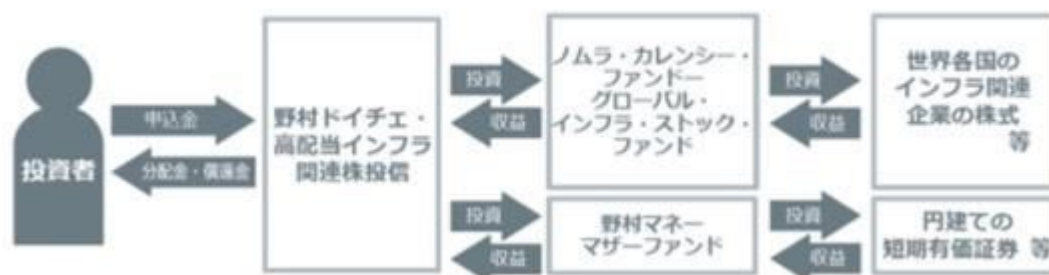 投資者
申込金
分配金・償還金
野村ドイチェ・
高配当インフラ
関連株投信
投資
収益
ノムラ・カレンシー・
ファンドー
グローバル・
インフラ・ストック・
ファンド
投資
収益
世界各国の
インフラ関連
企業の株式
等
投資
収益
野村マネー
マザーファンド
投資
収益
円建ての
短期有価証券 等